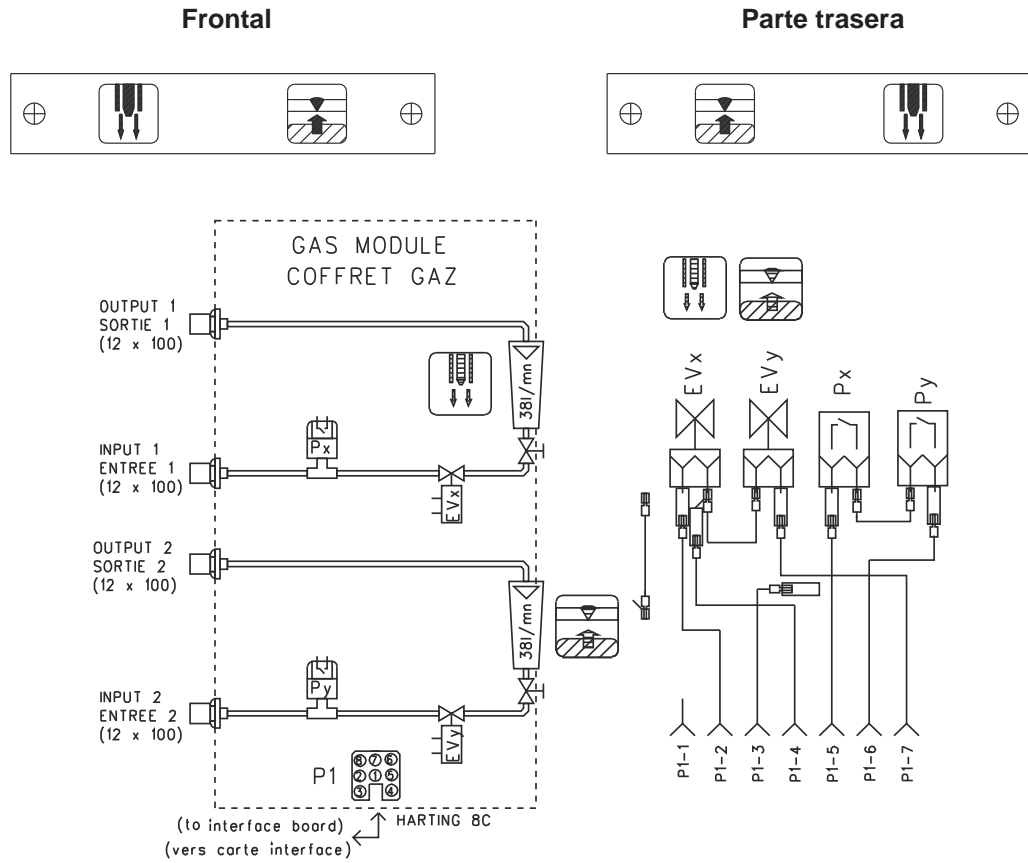 Frontal
Parte trasera
GAS MODULE
COFFRET GAZ
OUTPUT 1
SORTIE 1
(12 x 100)
38l/mn
Px
INPUT 1
ENTREE 1
(12 x 100)
EVx
OUTPUT 2
SORTIE 2
(12 x 100)
38l/mn
Py
INPUT 2
ENTREE 2
(12 x 100)
EVy
P1
8 7 6
2 1 5
3 4
HARTING 8C
(to interface board)
(vers carte interface)
EVx
EVy
Px
Py
P1-1
P1-2
P1-3
P1-4
P1-5
P1-6
P1-7